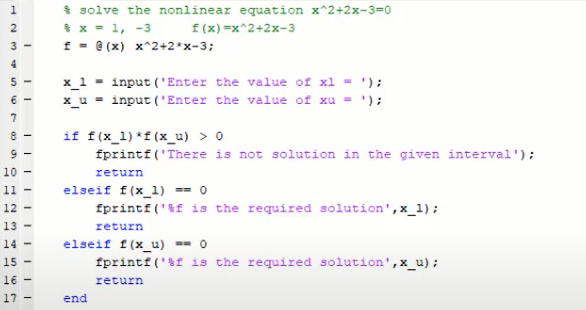 1 % solve the nonlinear equation x^2+2x-3=0
2 % x = 1, -3 f(x)=x^2+2x-3
3 - f = @(x) x^2+2*x-3;
4
5 - x_l = input('Enter the value of xl = ');
6 - x_u = input('Enter the value of xu = ');
7
8 - if f(x_l)*f(x_u) > 0
9 - fprintf('There is not solution in the given interval');
10 - return
11 - elseif f(x_l) == 0
12 - fprintf('%f is the required solution',x_l);
13 - return
14 - elseif f(x_u) == 0
15 - fprintf('%f is the required solution',x_u);
16 - return
17 - end